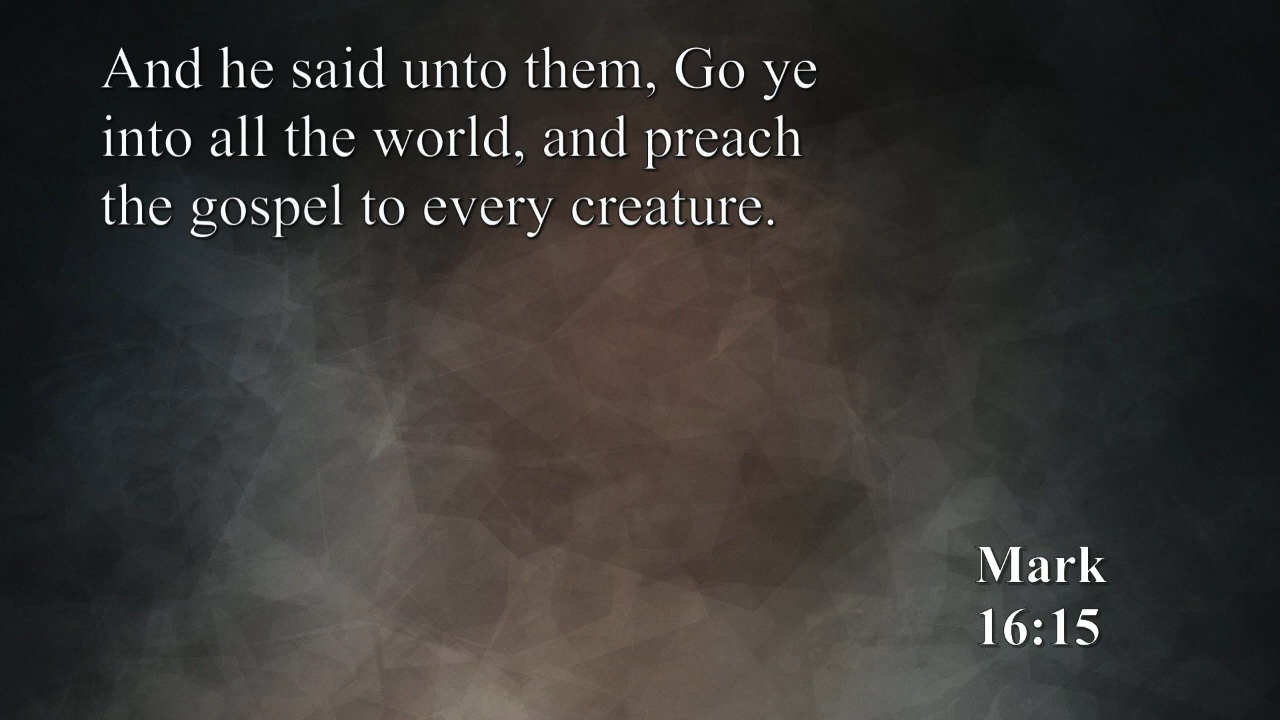 And he said unto them, Go ye
into all the world, and preach
the gospel to every creature.
Mark
16:15